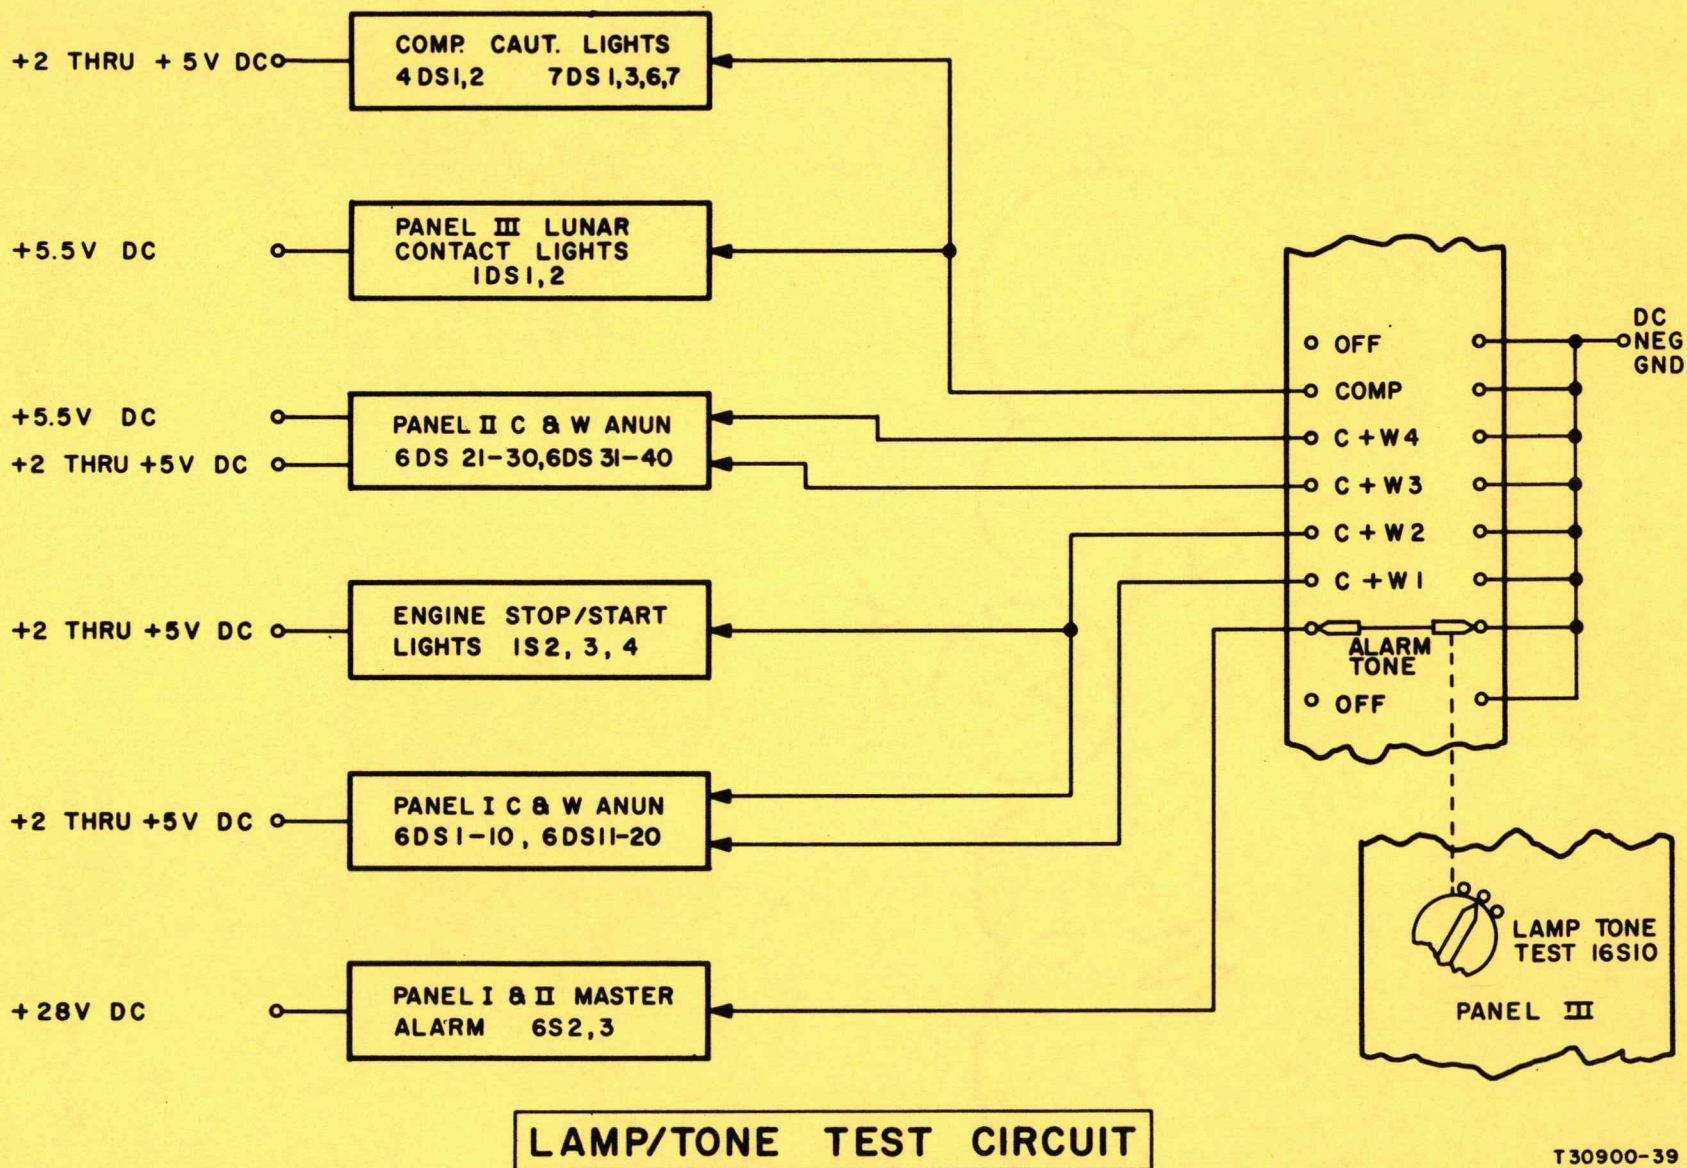 +2 THRU + 5V DC
COMP. CAUT. LIGHTS
4DS1,2 7DS1,3,6,7
+5.5V DC
PANEL III LUNAR
CONTACT LIGHTS
1DS1,2
+5.5V DC
+2 THRU +5V DC
PANEL II C & W ANUN
6DS 21-30,6DS 31-40
+2 THRU +5V DC
ENGINE STOP/START
LIGHTS 1S2, 3, 4
+2 THRU +5V DC
PANEL I C & W ANUN
6DS1-10, 6DS11-20
+28V DC
PANEL I & II MASTER
ALARM 6S2,3
OFF
COMP
C+W4
C+W3
C+W2
C+W1
ALARM
TONE
OFF
DC
NEG
GND
LAMP TONE
TEST 16S10
PANEL III
LAMP/TONE TEST CIRCUIT
T30900-39